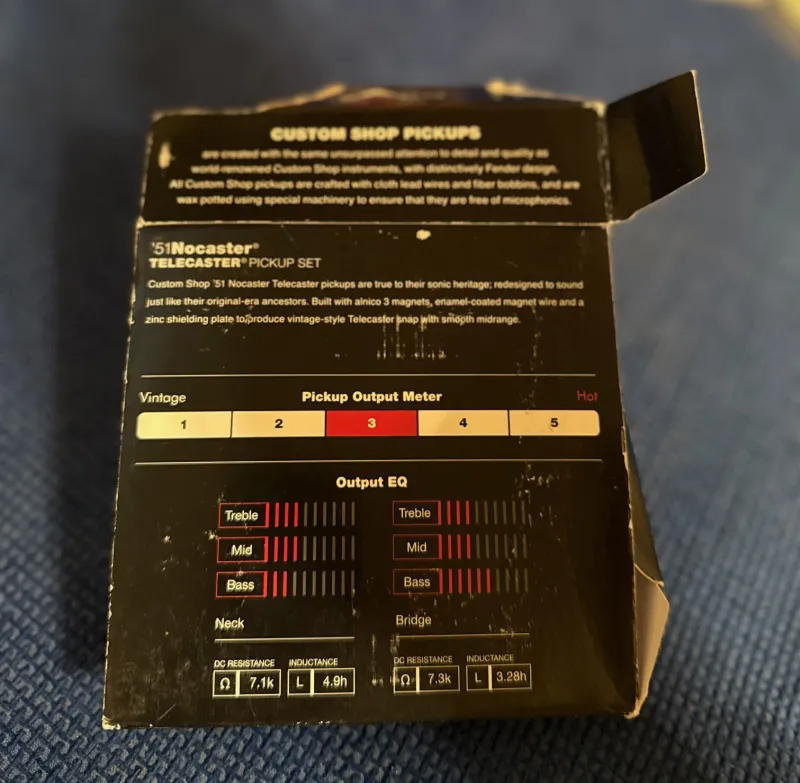 CUSTOM SHOP PICKUPS
are created with the same unsurpassed attention to detail and quality as
world-renowned Custom Shop instruments, with distinctively Fender design.
All Custom Shop pickups are crafted with cloth lead wires and fiber bobbins, and are
wax potted using special machinery to ensure that they are free of microphonics.
'51Nocaster®
TELECASTER® PICKUP SET
Custom Shop '51 Nocaster Telecaster pickups are true to their sonic heritage; redesigned to sound
just like their original-era ancestors. Built with alnico 3 magnets, enamel-coated magnet wire and a
zinc shielding plate to produce vintage-style Telecaster snap with smooth midrange.
Vintage Pickup Output Meter Hot
1 2 3 4 5
Output EQ
Treble Treble
Mid Mid
Bass Bass
Neck Bridge
DC RESISTANCE INDUCTANCE DC RESISTANCE INDUCTANCE
Ω 7.1k L 4.9h Ω 7.3k L 3.28h